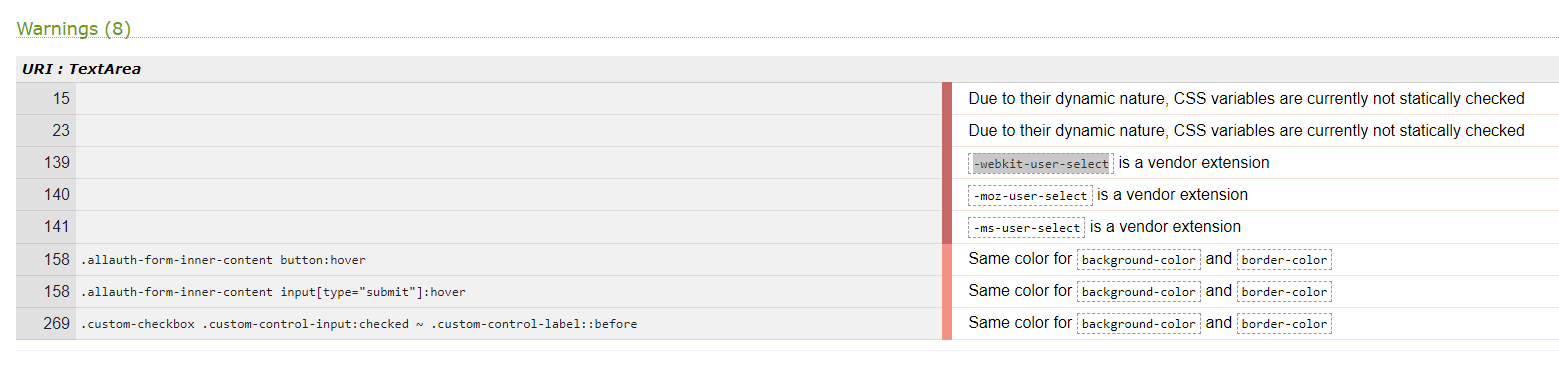 Warnings (8)
URI : TextArea
15 Due to their dynamic nature, CSS variables are currently not statically checked
23 Due to their dynamic nature, CSS variables are currently not statically checked
139 -webkit-user-select is a vendor extension
140 -moz-user-select is a vendor extension
141 -ms-user-select is a vendor extension
158 .allauth-form-inner-content button:hover Same color for background-color and border-color
158 .allauth-form-inner-content input[type="submit"]:hover Same color for background-color and border-color
269 .custom-checkbox .custom-control-input:checked ~ .custom-control-label::before Same color for background-color and border-color